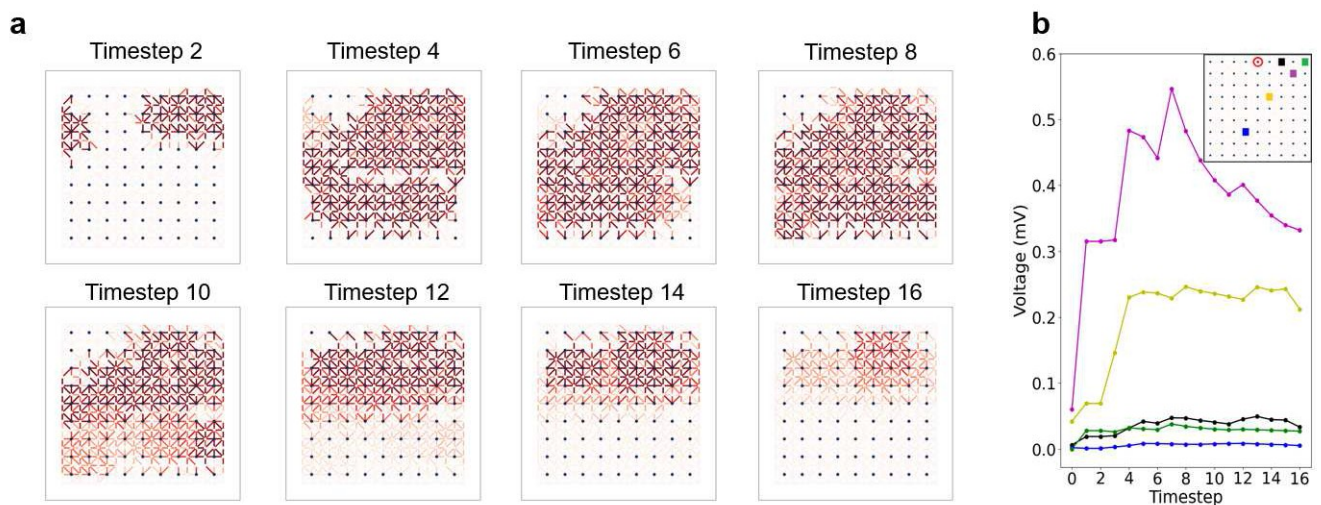 a
Timestep 2
Timestep 4
Timestep 6
Timestep 8
Timestep 10
Timestep 12
Timestep 14
Timestep 16
b
Voltage (mV)
0.6
0.5
0.4
0.3
0.2
0.1
0.0
0 2 4 6 8 10 12 14 16
Timestep